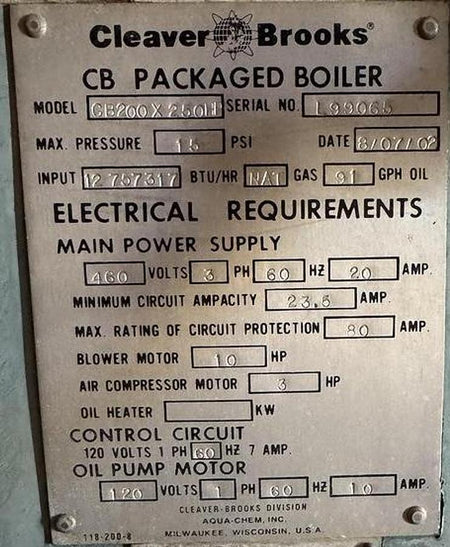 Cleaver Brooks®
CB PACKAGED BOILER
MODEL CB200X250H SERIAL NO. L99065
MAX. PRESSURE 15 PSI DATE 8/07/02
INPUT 12757317 BTU/HR NAT GAS 91 GPH OIL
ELECTRICAL REQUIREMENTS
MAIN POWER SUPPLY
460 VOLTS 3 PH 60 HZ 20 AMP.
MINIMUM CIRCUIT AMPACITY 23.5 AMP.
MAX. RATING OF CIRCUIT PROTECTION 80 AMP.
BLOWER MOTOR 10 HP
AIR COMPRESSOR MOTOR 3 HP
OIL HEATER KW
CONTROL CIRCUIT
120 VOLTS 1 PH 60 HZ 7 AMP.
OIL PUMP MOTOR
120 VOLTS 1 PH 60 HZ 10 AMP.
CLEAVER-BROOKS DIVISION
AQUA-CHEM, INC.
118-200-8 MILWAUKEE, WISCONSIN, U.S.A.